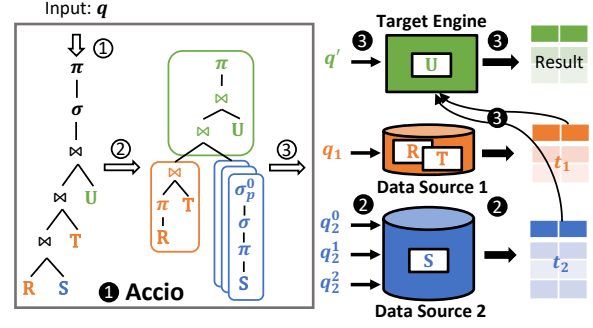 Input: q
①
π
σ
⋈
⋈ U
⋈ T
R S
②
π
⋈
⋈ U
⋈
π T
R
σ_p^0
σ
π
S
③
❶ Accio
Target Engine
q′ ❸ U ❸ Result
❸
q_1 R T t_1
Data Source 1
❷ ❷
q_2^0
q_2^1 S t_2
q_2^2
Data Source 2